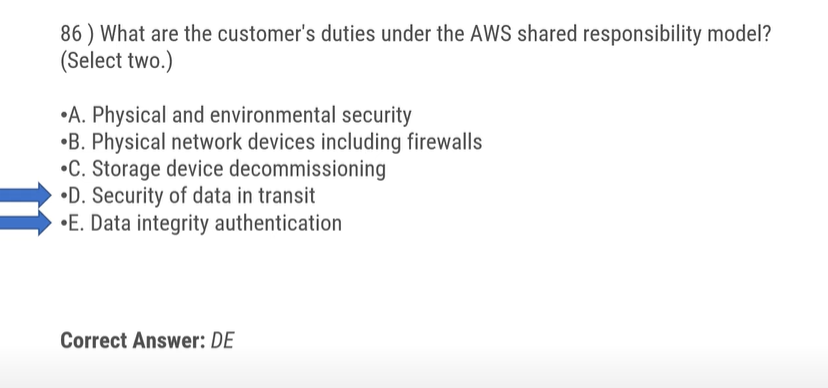 86 ) What are the customer's duties under the AWS shared responsibility model?
(Select two.)
•A. Physical and environmental security
•B. Physical network devices including firewalls
•C. Storage device decommissioning
•D. Security of data in transit
•E. Data integrity authentication
Correct Answer: DE